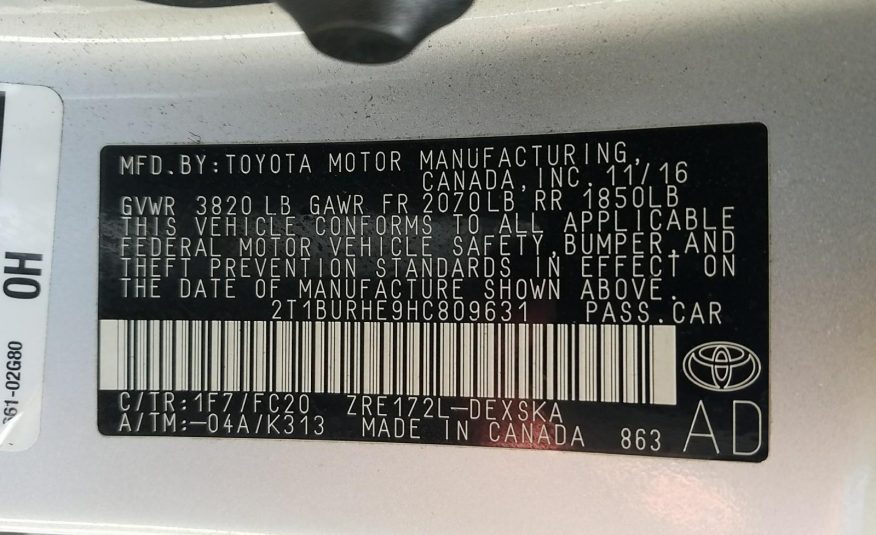 MFD.BY:TOYOTA MOTOR MANUFACTURING,
CANADA,INC. 11/16
GVWR 3820 LB GAWR FR 2070LB RR 1850LB
THIS VEHICLE CONFORMS TO ALL APPLICABLE
FEDERAL MOTOR VEHICLE SAFETY,BUMPER,AND
THEFT PREVENTION STANDARDS IN EFFECT ON
THE DATE OF MANUFACTURE SHOWN ABOVE.
2T1BURHE9HC809631 PASS.CAR
C/TR:1F7/FC20 ZRE172L-DEXSKA
A/TM:-04A/K313 MADE IN CANADA 863 AD
OH
661-02G80